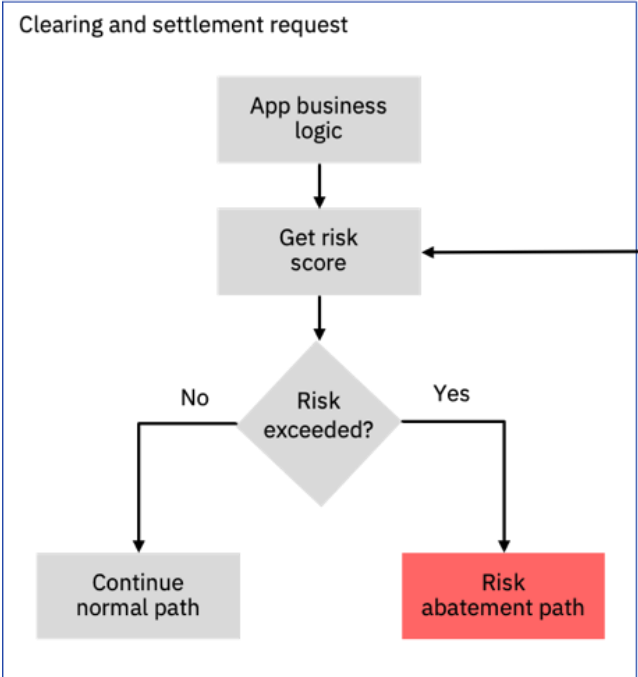 Clearing and settlement request
App business
logic
Get risk
score
Risk
exceeded?
No
Yes
Continue
normal path
Risk
abatement path